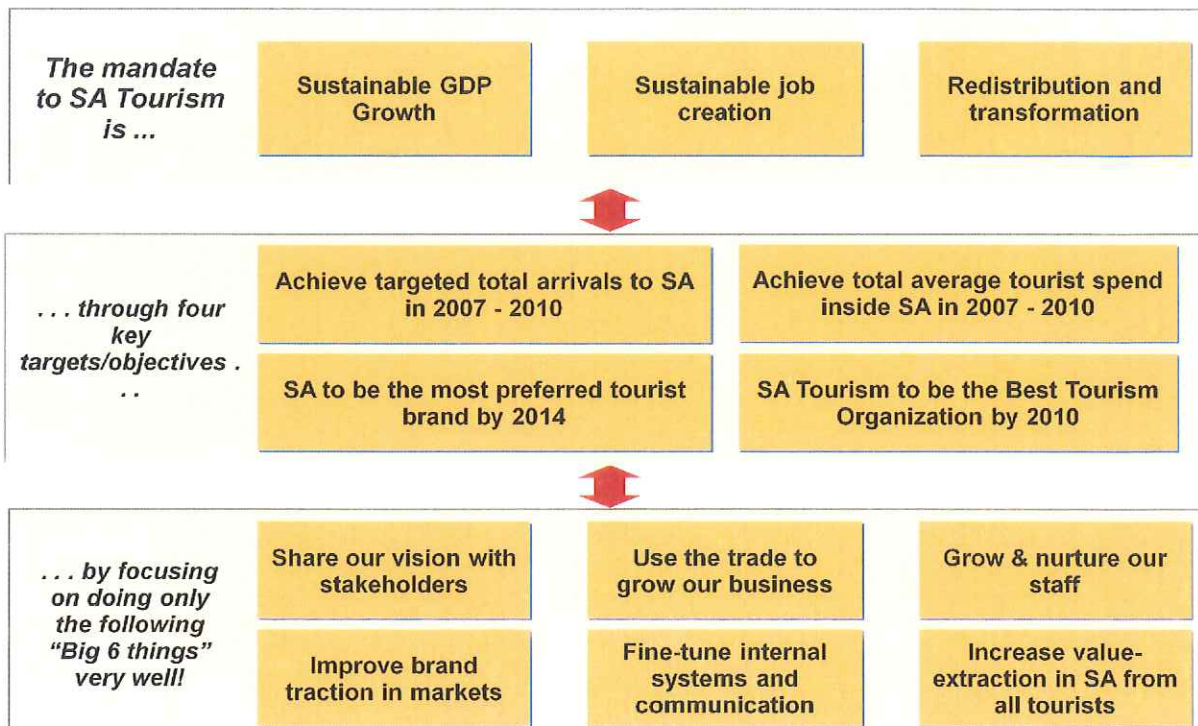 The mandate
to SA Tourism
is ...
Sustainable GDP
Growth
Sustainable job
creation
Redistribution and
transformation
. . . through four
key
targets/objectives .
. .
Achieve targeted total arrivals to SA
in 2007 - 2010
Achieve total average tourist spend
inside SA in 2007 - 2010
SA to be the most preferred tourist
brand by 2014
SA Tourism to be the Best Tourism
Organization by 2010
. . . by focusing
on doing only
the following
“Big 6 things”
very well!
Share our vision with
stakeholders
Use the trade to
grow our business
Grow & nurture our
staff
Improve brand
traction in markets
Fine-tune internal
systems and
communication
Increase value-
extraction in SA from
all tourists